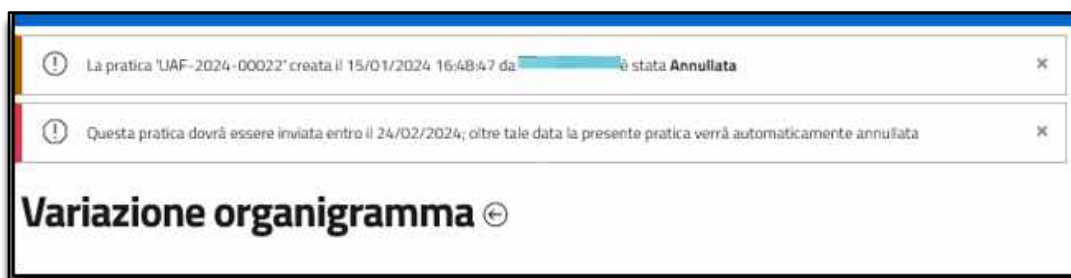 La pratica 'UAF-2024-00022' creata il 15/01/2024 16:48:47 da è stata Annullata
Questa pratica dovrà essere inviata entro il 24/02/2024; oltre tale data la presente pratica verrà automaticamente annullata
Variazione organigramma